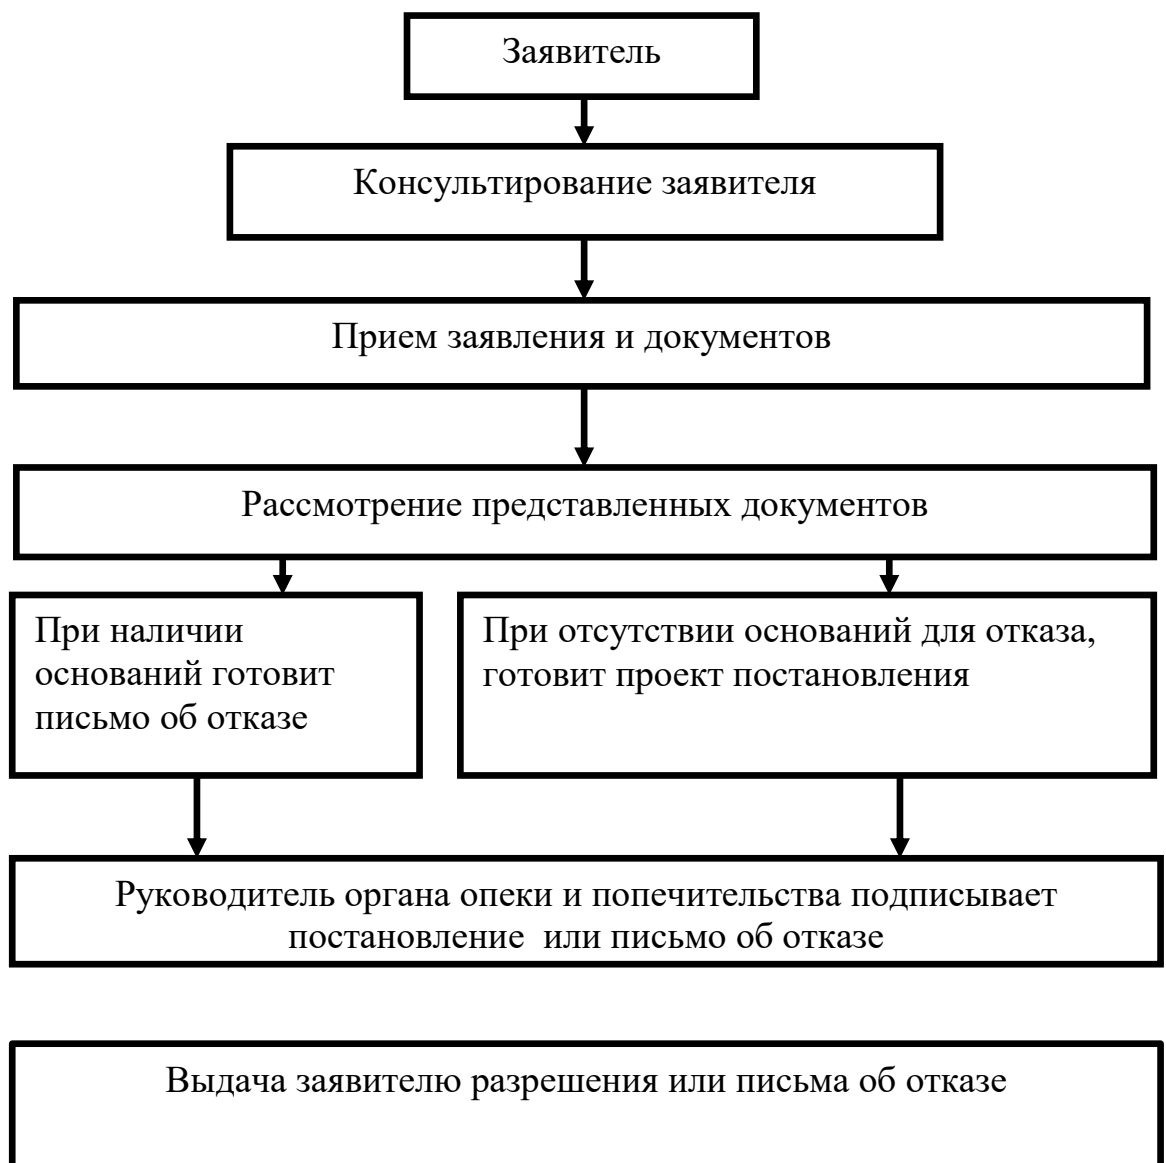 Заявитель
Консультирование заявителя
Прием заявления и документов
Рассмотрение представленных документов
При наличии
оснований готовит
письмо об отказе
При отсутствии оснований для отказа,
готовит проект постановления
Руководитель органа опеки и попечительства подписывает
постановление  или письмо об отказе
Выдача заявителю разрешения или письма об отказе